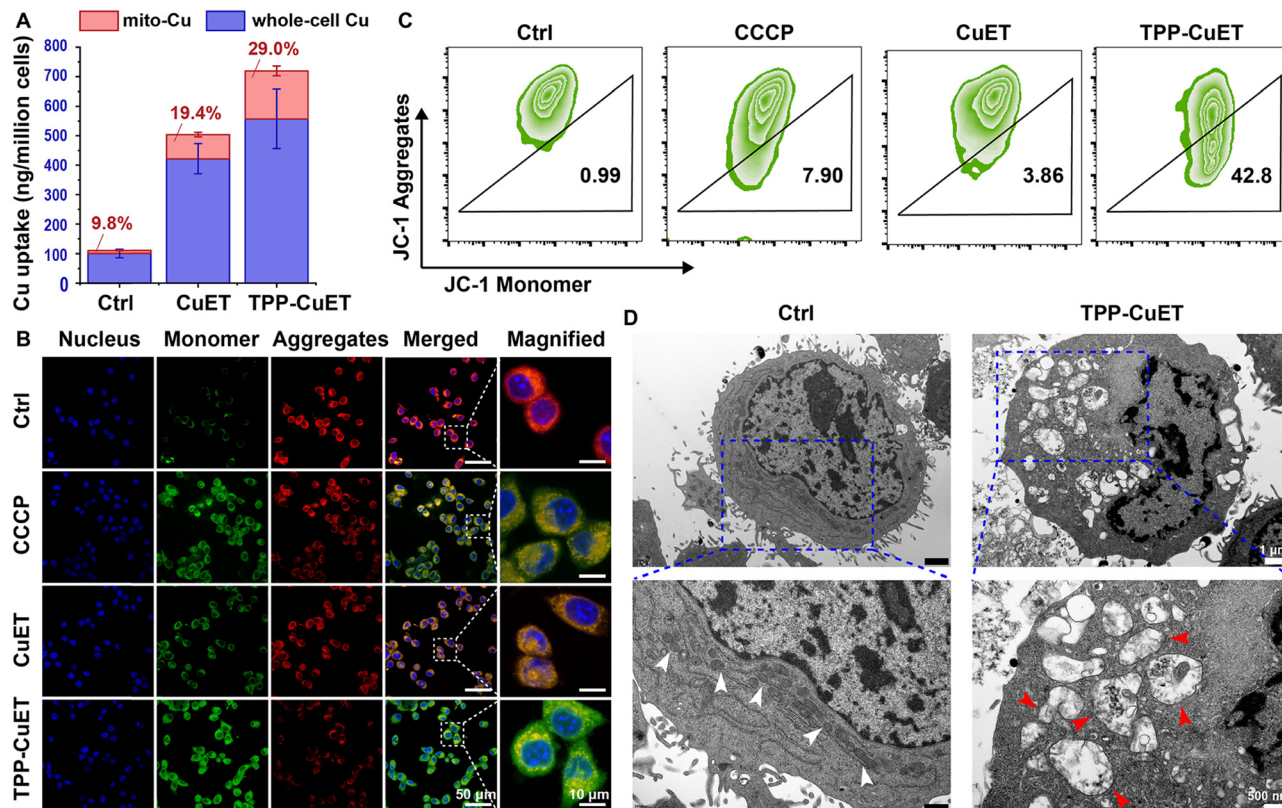 A
mito-Cu whole-cell Cu
Cu uptake (ng/million cells)
800
700
600
500
400
300
200
100
0
9.8%
19.4%
29.0%
Ctrl CuET TPP-CuET
C
Ctrl CCCP CuET TPP-CuET
JC-1 Aggregates
0.99 7.90 3.86 42.8
JC-1 Monomer
B
Nucleus Monomer Aggregates Merged Magnified
Ctrl
CCCP
CuET
TPP-CuET
50 μm 10 μm
D
Ctrl TPP-CuET
500 nm